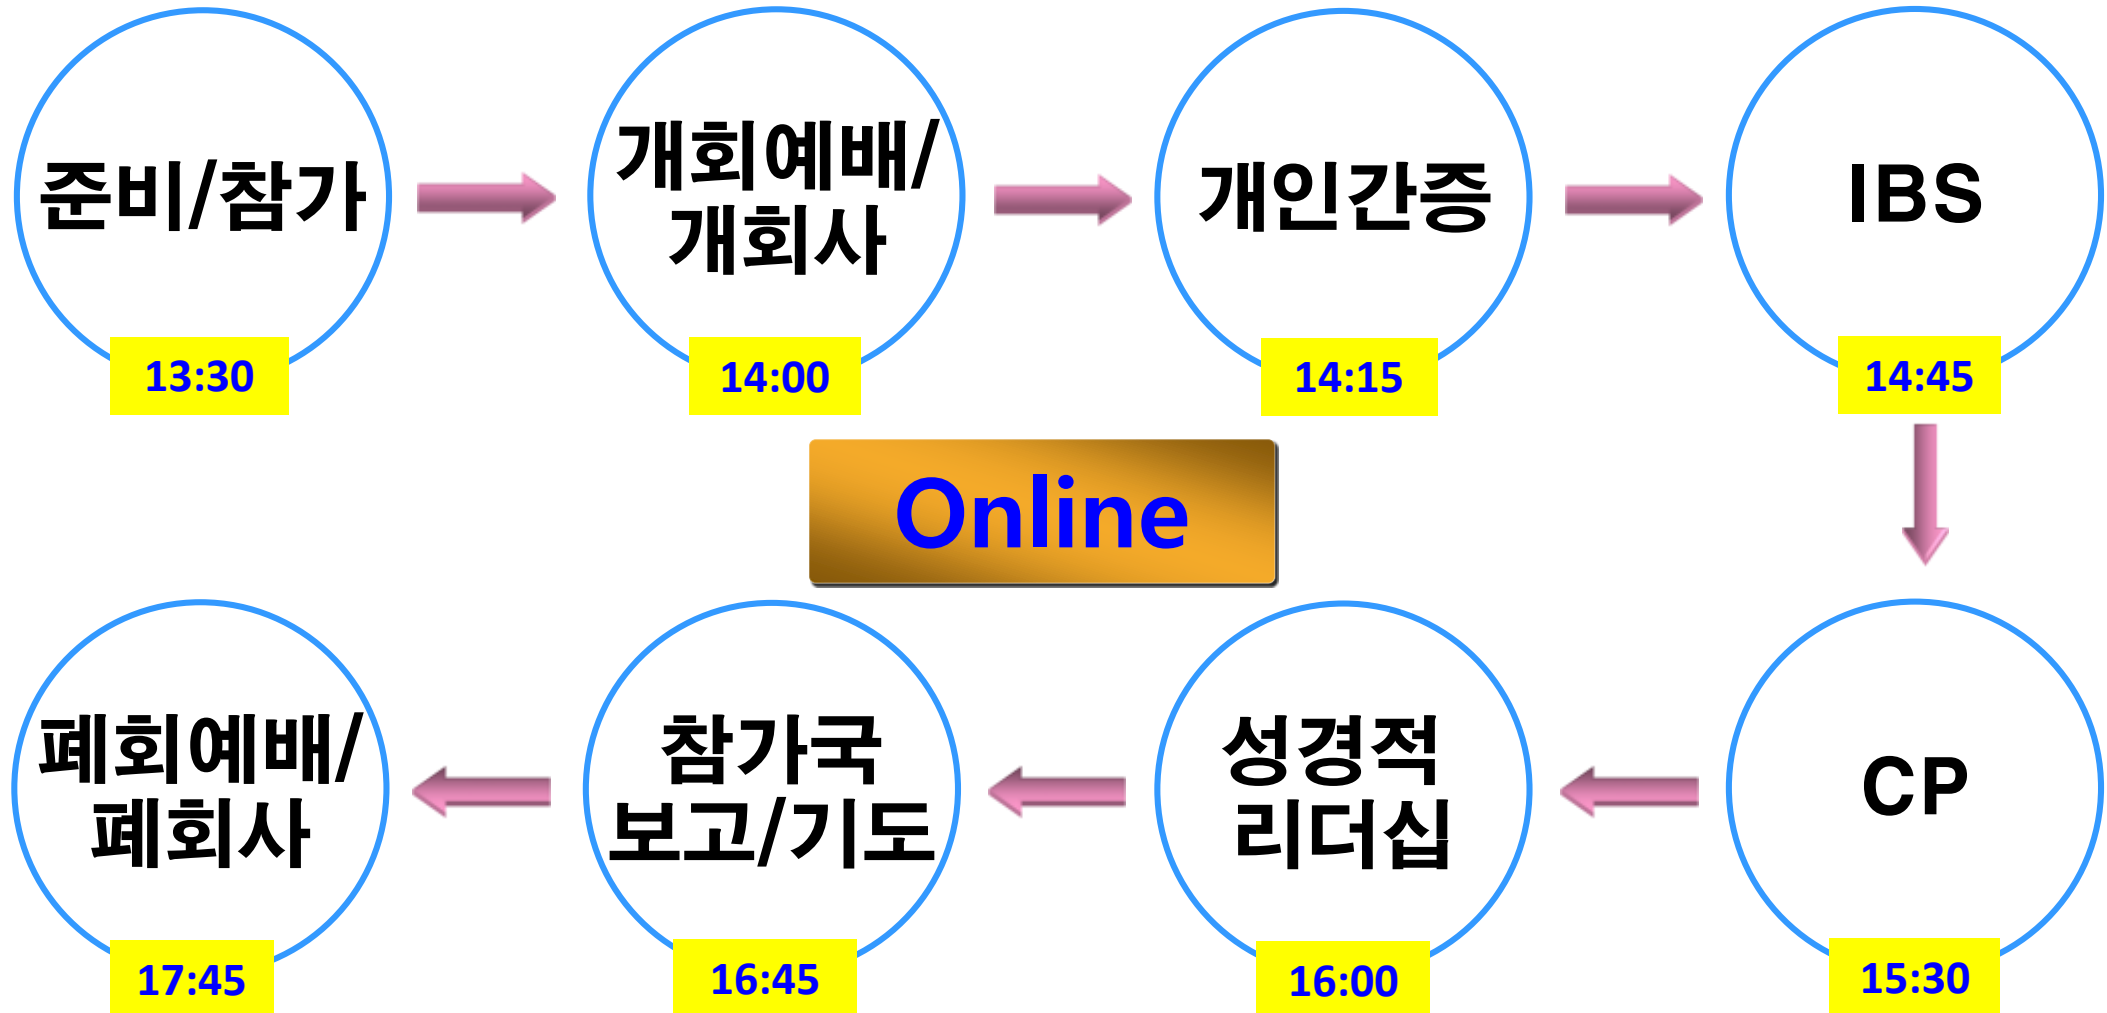 준비/참가
13:30
개회예배/
개회사
14:00
개인간증
14:15
IBS
14:45
Online
CP
15:30
성경적
리더십
16:00
참가국
보고/기도
16:45
폐회예배/
폐회사
17:45